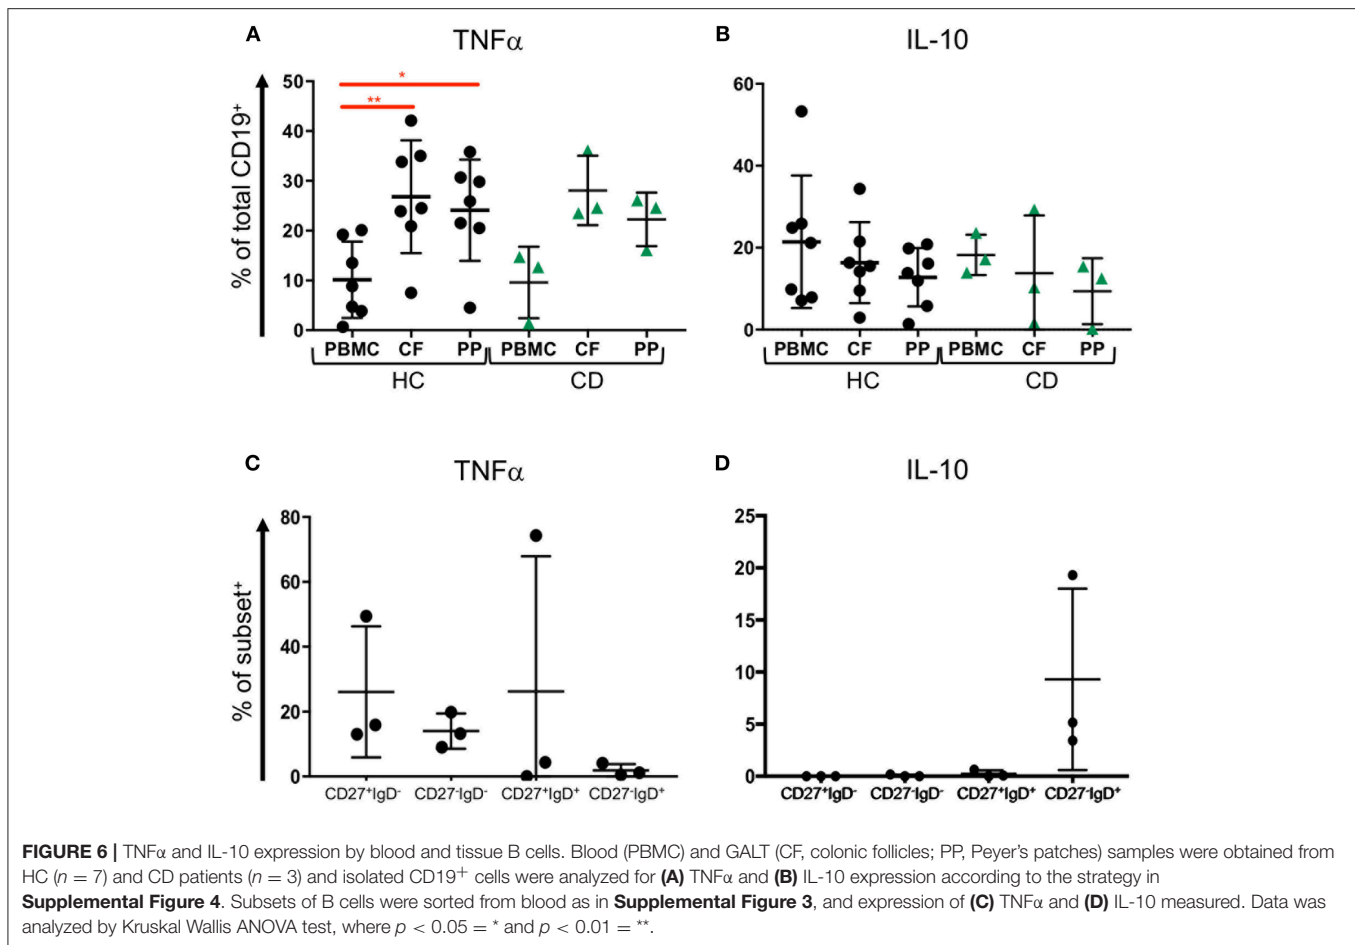 A
TNFα
B
IL-10
% of total CD19⁺
50
40
30
20
10
0
*
**
PBMC CF PP PBMC CF PP
HC CD
60
40
20
0
PBMC CF PP PBMC CF PP
HC CD
C
TNFα
D
IL-10
% of subset⁺
80
60
40
20
0
CD27⁺IgD⁻ CD27⁻IgD⁻ CD27⁺IgD⁺ CD27⁻IgD⁺
25
20
15
10
5
0
CD27⁺IgD⁻ CD27⁻IgD⁻ CD27⁺IgD⁺ CD27⁻IgD⁺
FIGURE 6 | TNFα and IL-10 expression by blood and tissue B cells. Blood (PBMC) and GALT (CF, colonic follicles; PP, Peyer's patches) samples were obtained from
HC (n = 7) and CD patients (n = 3) and isolated CD19⁺ cells were analyzed for (A) TNFα and (B) IL-10 expression according to the strategy in
Supplemental Figure 4. Subsets of B cells were sorted from blood as in Supplemental Figure 3, and expression of (C) TNFα and (D) IL-10 measured. Data was
analyzed by Kruskal Wallis ANOVA test, where p < 0.05 = * and p < 0.01 = **.